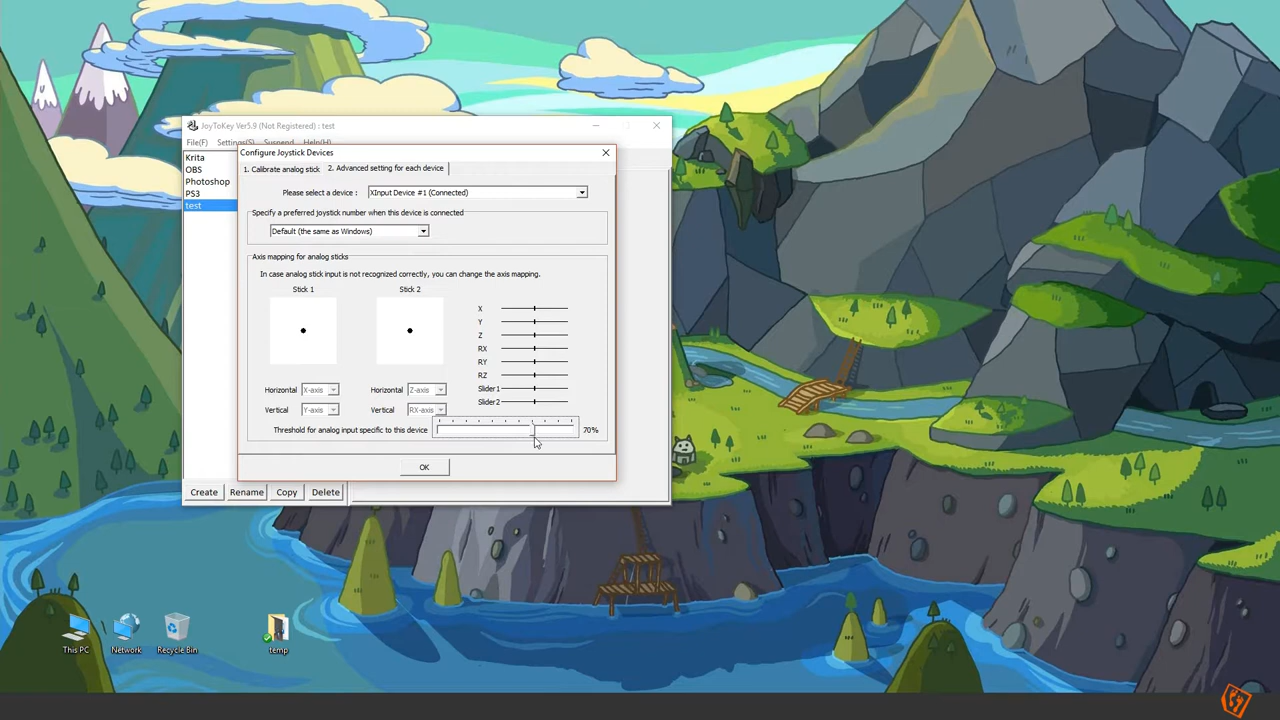 JoyToKey Ver5.9 (Not Registered) : test
File(F) Settings(S) Suspend Help(H)
Krita
OBS
Photoshop
PS3
test
Configure Joystick Devices
1. Calibrate analog stick
2. Advanced setting for each device
Please select a device :
XInput Device #1 (Connected)
Specify a preferred joystick number when this device is connected
Default (the same as Windows)
Axis mapping for analog sticks
In case analog stick input is not recognized correctly, you can change the axis mapping.
Stick 1
Stick 2
X
Y
Z
RX
RY
RZ
Slider1
Slider2
Horizontal X-axis
Horizontal Z-axis
Vertical Y-axis
Vertical RX-axis
Threshold for analog input specific to this device
70%
OK
Create
Rename
Copy
Delete
This PC
Network
Recycle Bin
temp